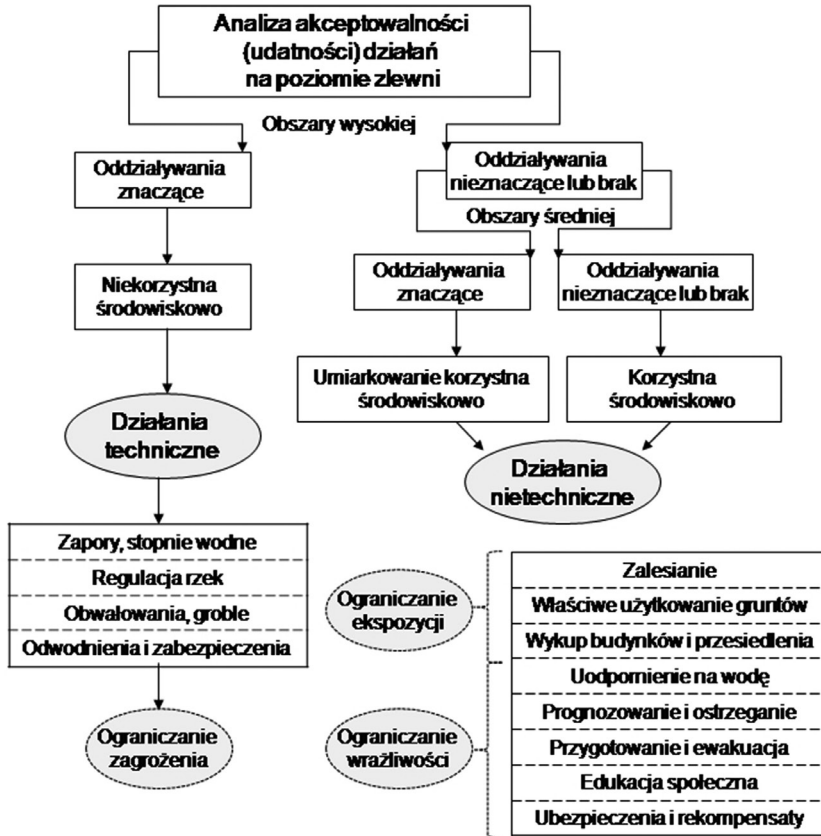 Analiza akceptowalności
(udatności) działań
na poziomie zlewni
Obszary wysokiej
Oddziaływania
znaczące
Oddziaływania
nieznaczące lub brak
Obszary średniej
Niekorzystna
środowiskowo
Oddziaływania
znaczące
Oddziaływania
nieznaczące lub brak
Umiarkowanie korzystna
środowiskowo
Korzystna
środowiskowo
Działania
techniczne
Działania
nietechniczne
Zapory, stopnie wodne
Regulacja rzek
Obwałowania, groble
Odwodnienia i zabezpieczenia
Ograniczanie
zagrożenia
Ograniczanie
ekspozycji
Zalesianie
Właściwe użytkowanie gruntów
Wykup budynków i przesiedlenia
Ograniczanie
wrażliwości
Uodpornienie na wodę
Prognozowanie i ostrzeganie
Przygotowanie i ewakuacja
Edukacja społeczna
Ubezpieczenia i rekompensaty